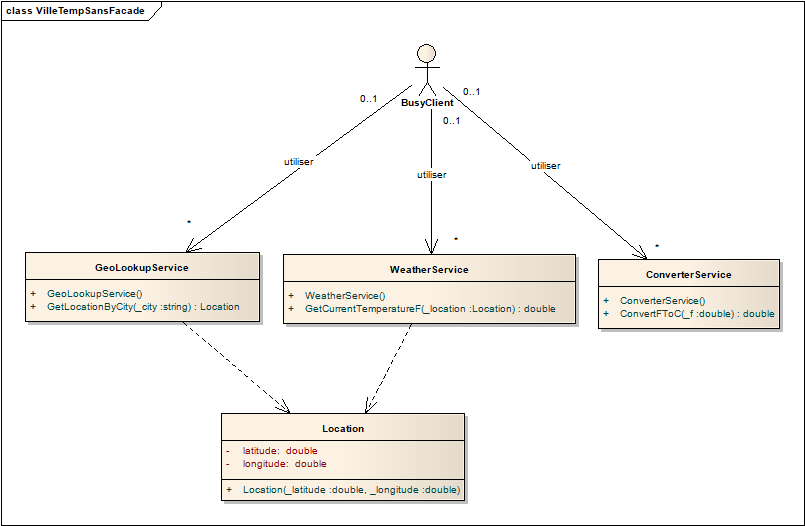 class VilleTempSansFacade
BusyClient
0..1
0..1
0..1
utiliser
utiliser
utiliser
*
*
*
GeoLookupService
+ GeoLookupService()
+ GetLocationByCity(_city :string) : Location
WeatherService
+ WeatherService()
+ GetCurrentTemperatureF(_location :Location) : double
ConverterService
+ ConverterService()
+ ConvertFToC(_f :double) : double
Location
- latitude: double
- longitude: double
+ Location(_latitude :double, _longitude :double)